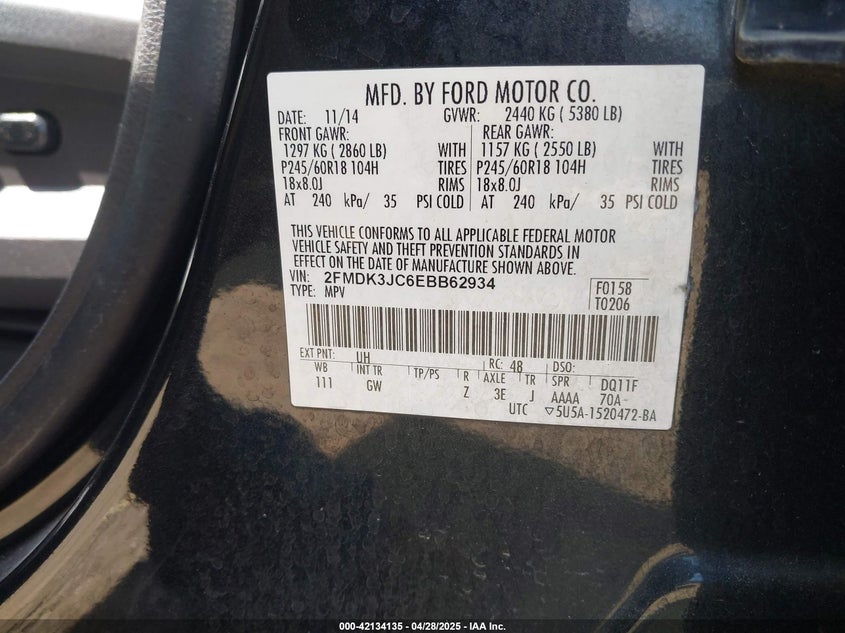 MFD. BY FORD MOTOR CO.
DATE: 11/14 GVWR: 2440 KG ( 5380 LB)
FRONT GAWR: REAR GAWR:
1297 KG ( 2860 LB) WITH 1157 KG ( 2550 LB) WITH
P245/60R18 104H TIRES P245/60R18 104H TIRES
18x8.0J RIMS 18x8.0J RIMS
AT 240 kPa/ 35 PSI COLD AT 240 kPa/ 35 PSI COLD
THIS VEHICLE CONFORMS TO ALL APPLICABLE FEDERAL MOTOR
VEHICLE SAFETY AND THEFT PREVENTION STANDARDS IN
EFFECT ON THE DATE OF MANUFACTURE SHOWN ABOVE.
VIN: 2FMDK3JC6EBB62934 F0158
TYPE: MPV T0206
EXT PNT: UH RC: 48 DSO:
WB INT TR TP/PS R AXLE TR SPR DQ11F
111 GW Z 3E J AAAA 70A-
UTC ▽5U5A-1520472-BA
000-42134135 - 04/28/2025 - IAA Inc.